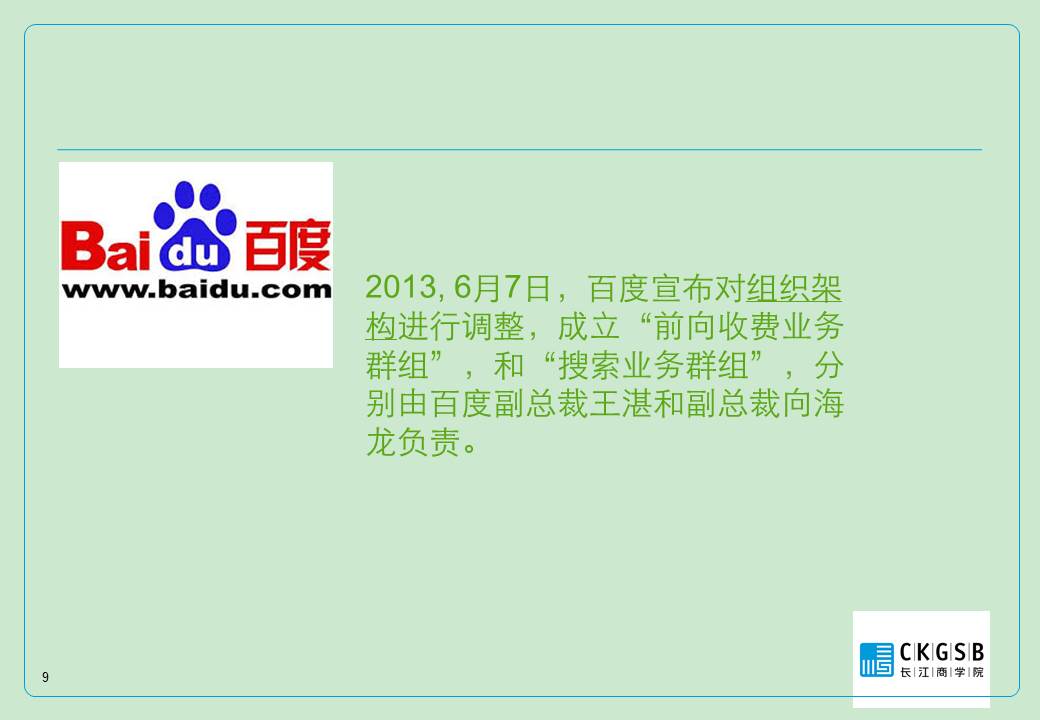 Bai du 百度
www.baidu.com
2013, 6月7日，百度宣布对组织架
构进行调整，成立“前向收费业务
群组”，和“搜索业务群组”，分
别由百度副总裁王湛和副总裁向海
龙负责。
CKGSB
长江商学院
9